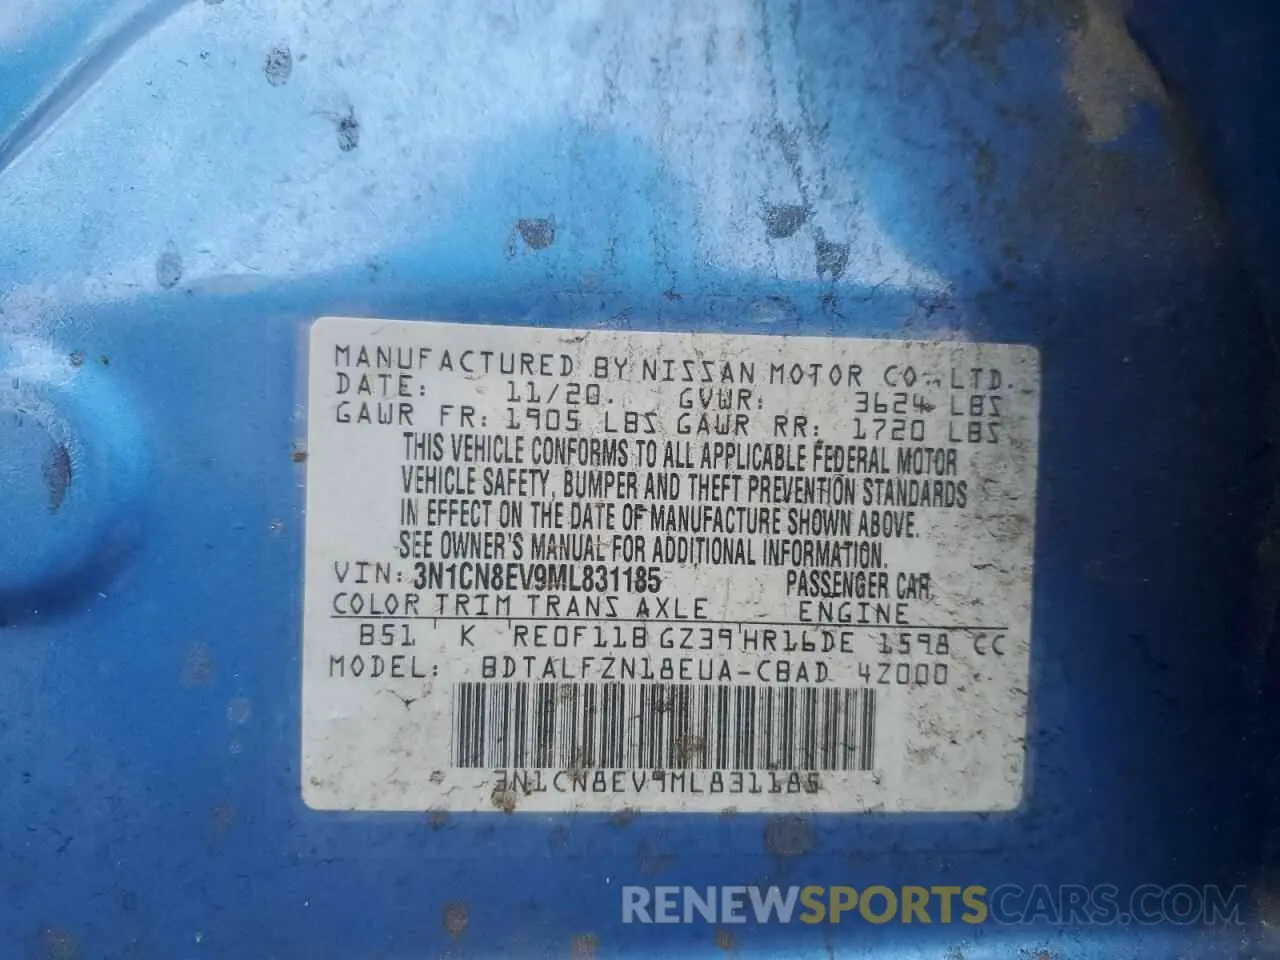 MANUFACTURED BY NISSAN MOTOR CO., LTD.
DATE: 11/20. GVWR: 3624 LBS
GAWR FR: 1905 LBS GAWR RR: 1720 LBS
THIS VEHICLE CONFORMS TO ALL APPLICABLE FEDERAL MOTOR
VEHICLE SAFETY, BUMPER AND THEFT PREVENTION STANDARDS
IN EFFECT ON THE DATE OF MANUFACTURE SHOWN ABOVE.
SEE OWNER'S MANUAL FOR ADDITIONAL INFORMATION.
VIN: 3N1CN8EV9ML831185 PASSENGER CAR
COLOR TRIM TRANS AXLE ENGINE
B51 K RE0F11B GZ39 HR16DE 1598 CC
MODEL: BDTALFZN18EUA-CBAD 4Z000
3N1CN8EV9ML831185
RENEWSPORTSCARS.COM